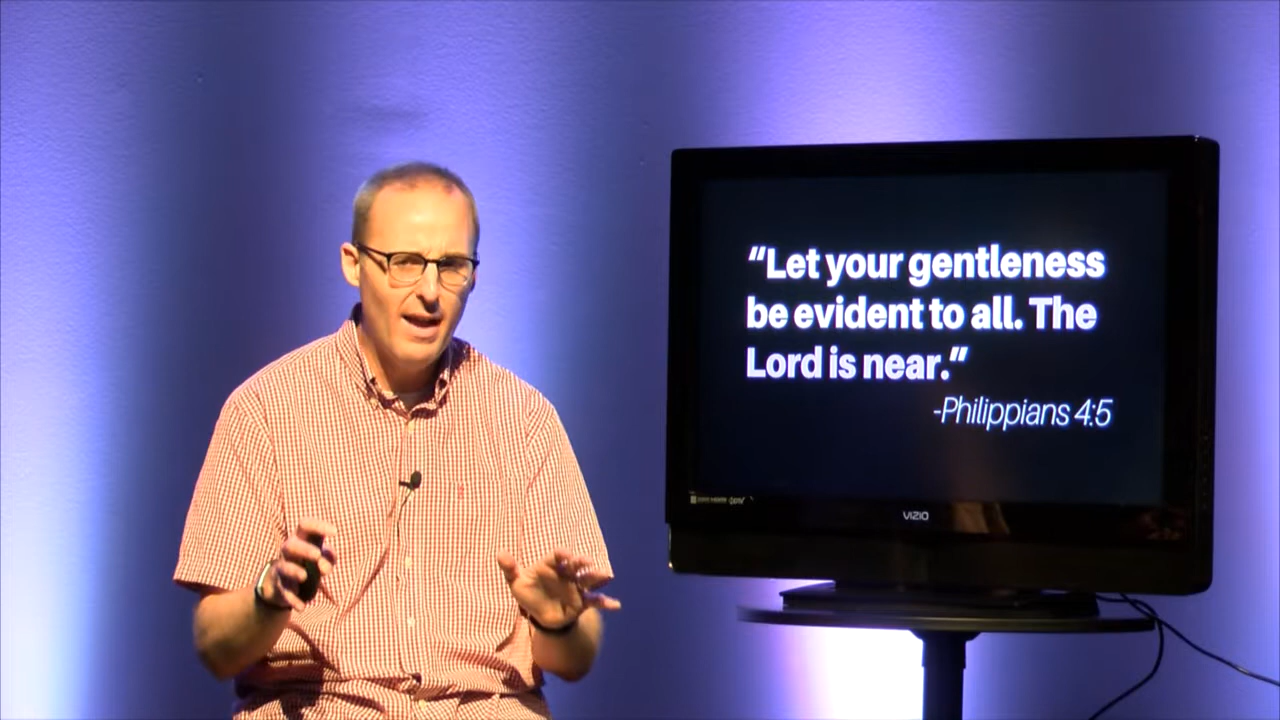 “Let your gentleness
be evident to all. The
Lord is near.”
-Philippians 4:5
VIZIO